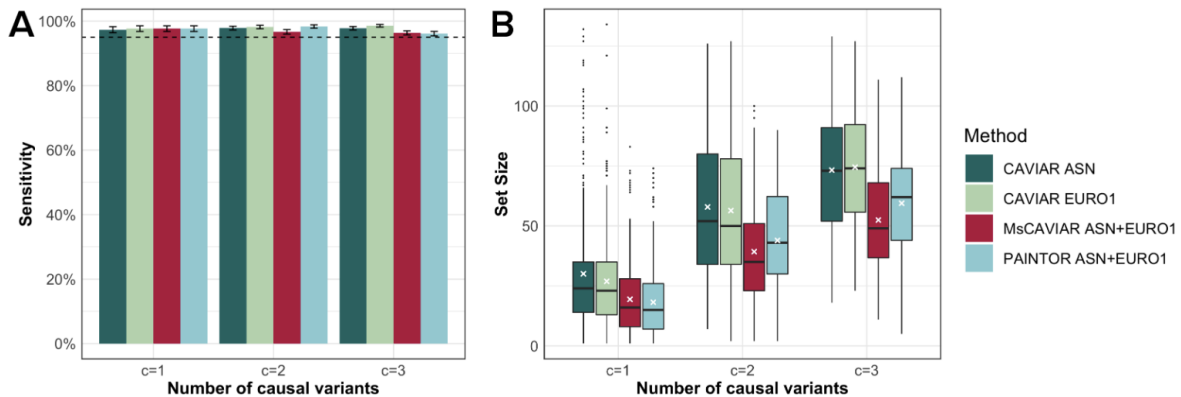 A
100%
80%
60%
40%
20%
0%
Sensitivity
c=1
c=2
c=3
Number of causal variants
B
100
50
0
Set Size
c=1
c=2
c=3
Number of causal variants
Method
CAVIAR ASN
CAVIAR EURO1
MsCAVIAR ASN+EURO1
PAINTOR ASN+EURO1